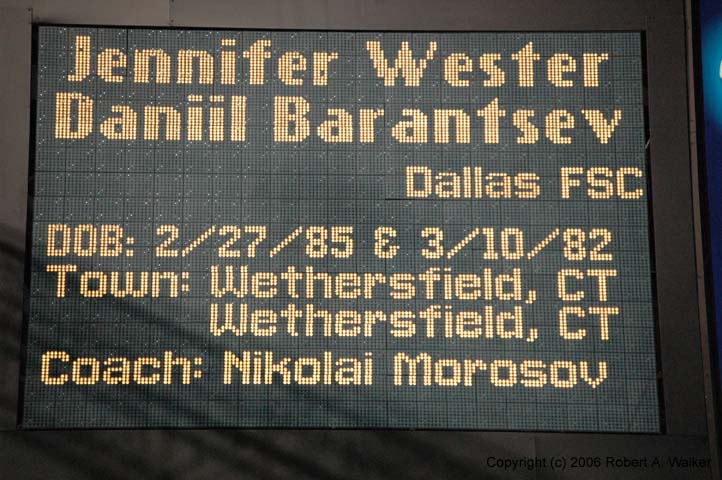 Jennifer Wester
Daniil Barantsev
Dallas FSC
DOB: 2/27/85 & 3/10/82
Town: Wethersfield, CT
Wethersfield, CT
Coach: Nikolai Morosov
Copyright (c) 2006 Robert A. Walker